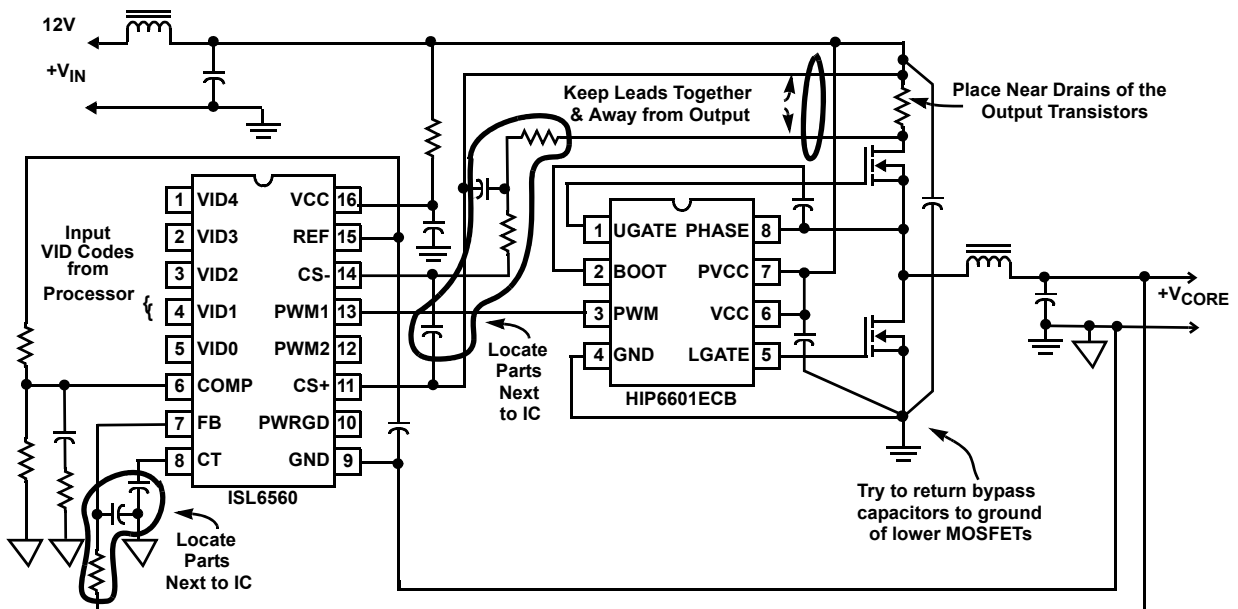 12V
+VIN
Keep Leads Together
& Away from Output
Place Near Drains of the
Output Transistors
Input
VID Codes
from
Processor
1 VID4 VCC 16
2 VID3 REF 15
3 VID2 CS- 14
4 VID1 PWM1 13
5 VID0 PWM2 12
6 COMP CS+ 11
7 FB PWRGD 10
8 CT GND 9
ISL6560
1 UGATE PHASE 8
2 BOOT PVCC 7
3 PWM VCC 6
4 GND LGATE 5
HIP6601ECB
+VCORE
Locate
Parts
Next
to IC
Locate
Parts
Next to IC
Try to return bypass
capacitors to ground
of lower MOSFETs